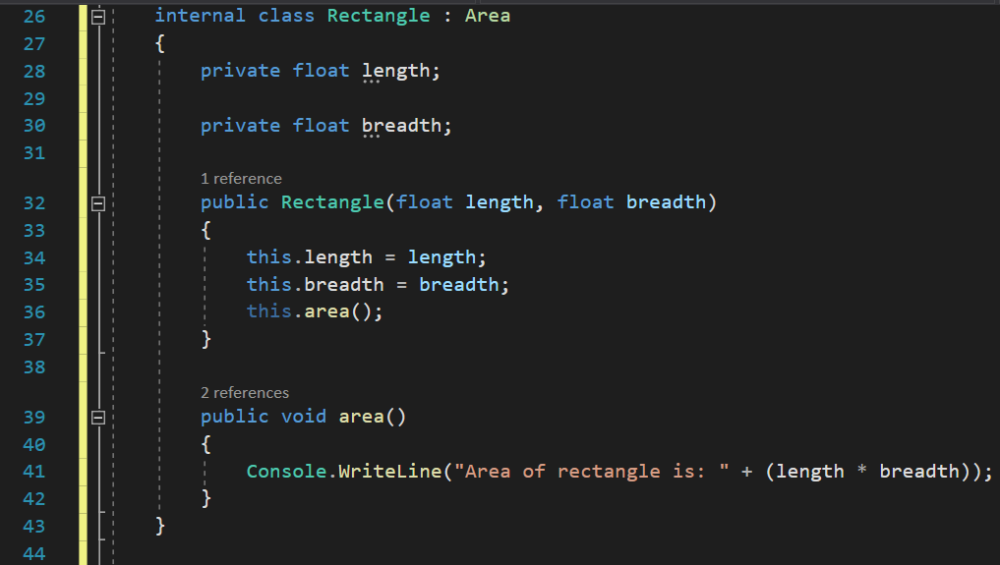 26 internal class Rectangle : Area
27 {
28 private float length;
29
30 private float breadth;
31
1 reference
32 public Rectangle(float length, float breadth)
33 {
34 this.length = length;
35 this.breadth = breadth;
36 this.area();
37 }
38
2 references
39 public void area()
40 {
41 Console.WriteLine("Area of rectangle is: " + (length * breadth));
42 }
43 }
44